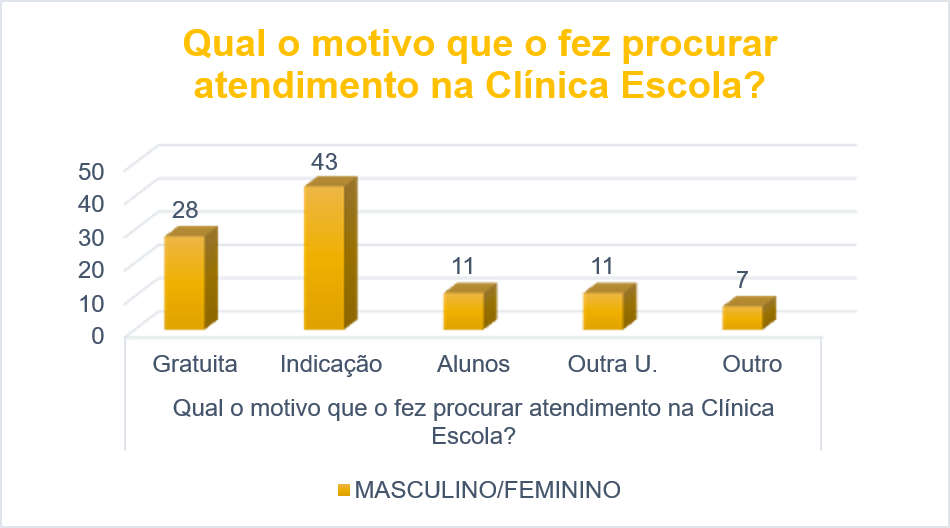 Qual o motivo que o fez procurar
atendimento na Clínica Escola?
43
50
40
28
30
20
11
11
7
10
0
Gratuita Indicação Alunos Outra U. Outro
Qual o motivo que o fez procurar atendimento na Clínica
Escola?
MASCULINO/FEMININO